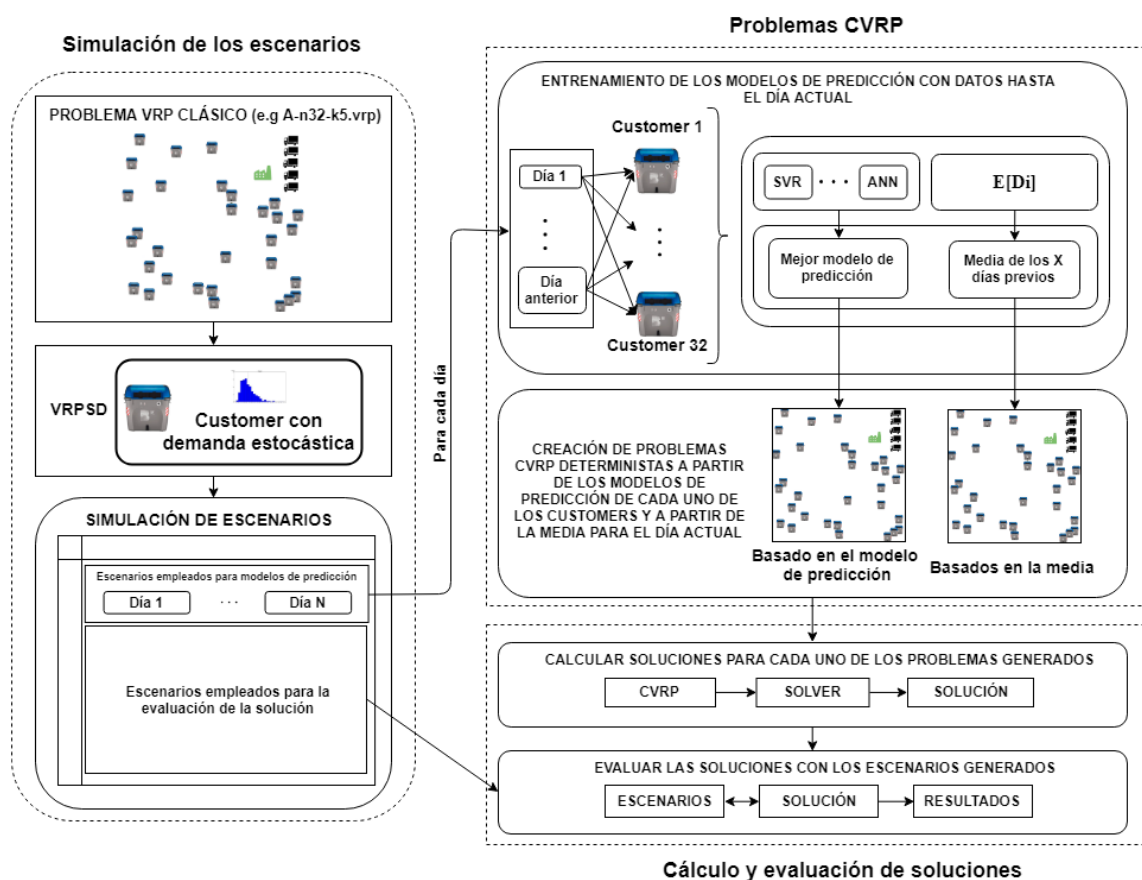 Simulación de los escenarios
PROBLEMA VRP CLÁSICO (e.g A-n32-k5.vrp)
VRPSD
Customer con
demanda estocástica
SIMULACIÓN DE ESCENARIOS
Escenarios empleados para modelos de predicción
Día 1
. . .
Día N
Escenarios empleados para la
evaluación de la solución
Para cada día
Problemas CVRP
ENTRENAMIENTO DE LOS MODELOS DE PREDICCIÓN CON DATOS HASTA
EL DÍA ACTUAL
Día 1
Día
anterior
Customer 1
Customer 32
SVR
. . .
ANN
E[Di]
Mejor modelo de
predicción
Media de los X
días previos
CREACIÓN DE PROBLEMAS
CVRP DETERMINISTAS A PARTIR
DE LOS MODELOS DE
PREDICCIÓN DE CADA UNO DE
LOS CUSTOMERS Y A PARTIR DE
LA MEDIA PARA EL DÍA ACTUAL
Basado en el modelo
de predicción
Basados en la media
CALCULAR SOLUCIONES PARA CADA UNO DE LOS PROBLEMAS GENERADOS
CVRP
SOLVER
SOLUCIÓN
EVALUAR LAS SOLUCIONES CON LOS ESCENARIOS GENERADOS
ESCENARIOS
SOLUCIÓN
RESULTADOS
Cálculo y evaluación de soluciones